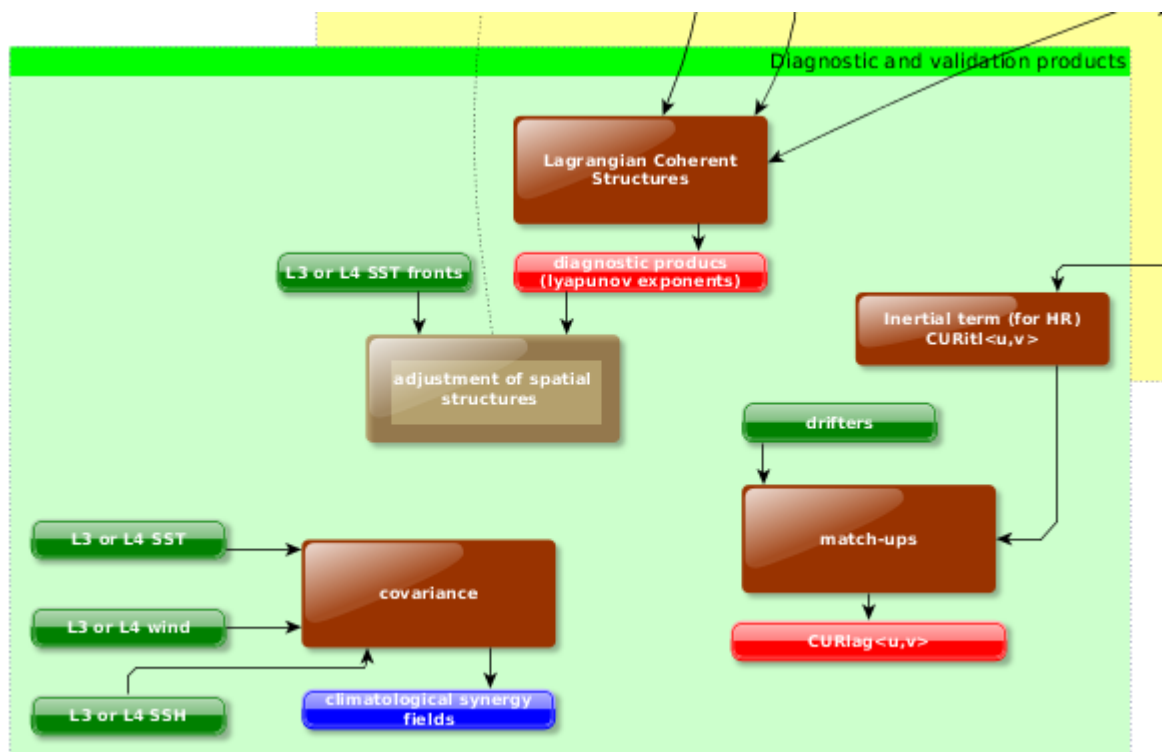 Diagnostic and validation products
Lagrangian Coherent
Structures
L3 or L4 SST fronts
diagnostic producs
(lyapunov exponents)
Inertial term (for HR)
CURitl<u,v>
adjustment of spatial
structures
drifters
L3 or L4 SST
match-ups
covariance
L3 or L4 wind
CURlag<u,v>
L3 or L4 SSH
climatological synergy
fields